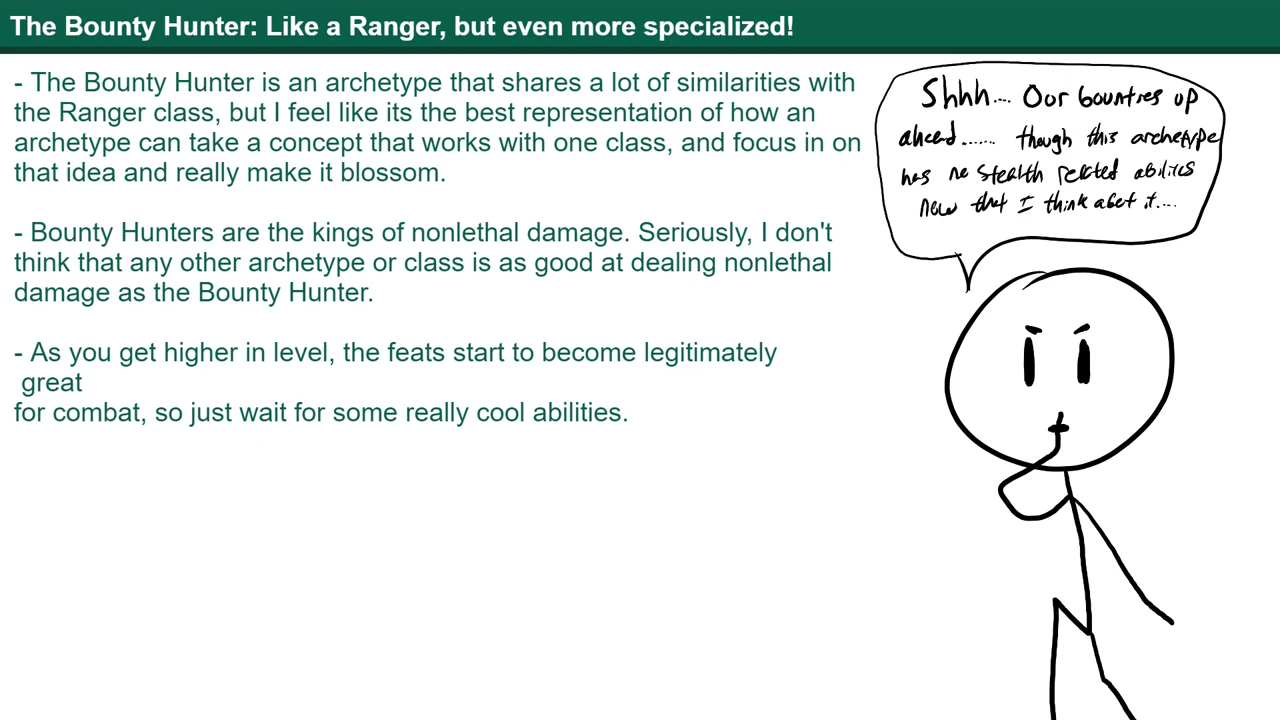 The Bounty Hunter: Like a Ranger, but even more specialized!
- The Bounty Hunter is an archetype that shares a lot of similarities with
the Ranger class, but I feel like its the best representation of how an
archetype can take a concept that works with one class, and focus in on
that idea and really make it blossom.
- Bounty Hunters are the kings of nonlethal damage. Seriously, I don't
think that any other archetype or class is as good at dealing nonlethal
damage as the Bounty Hunter.
- As you get higher in level, the feats start to become legitimately
great
for combat, so just wait for some really cool abilities.
Shhh.... Our bounties up
ahead...... though this archetype
has no stealth related abilities
now that I think about it....